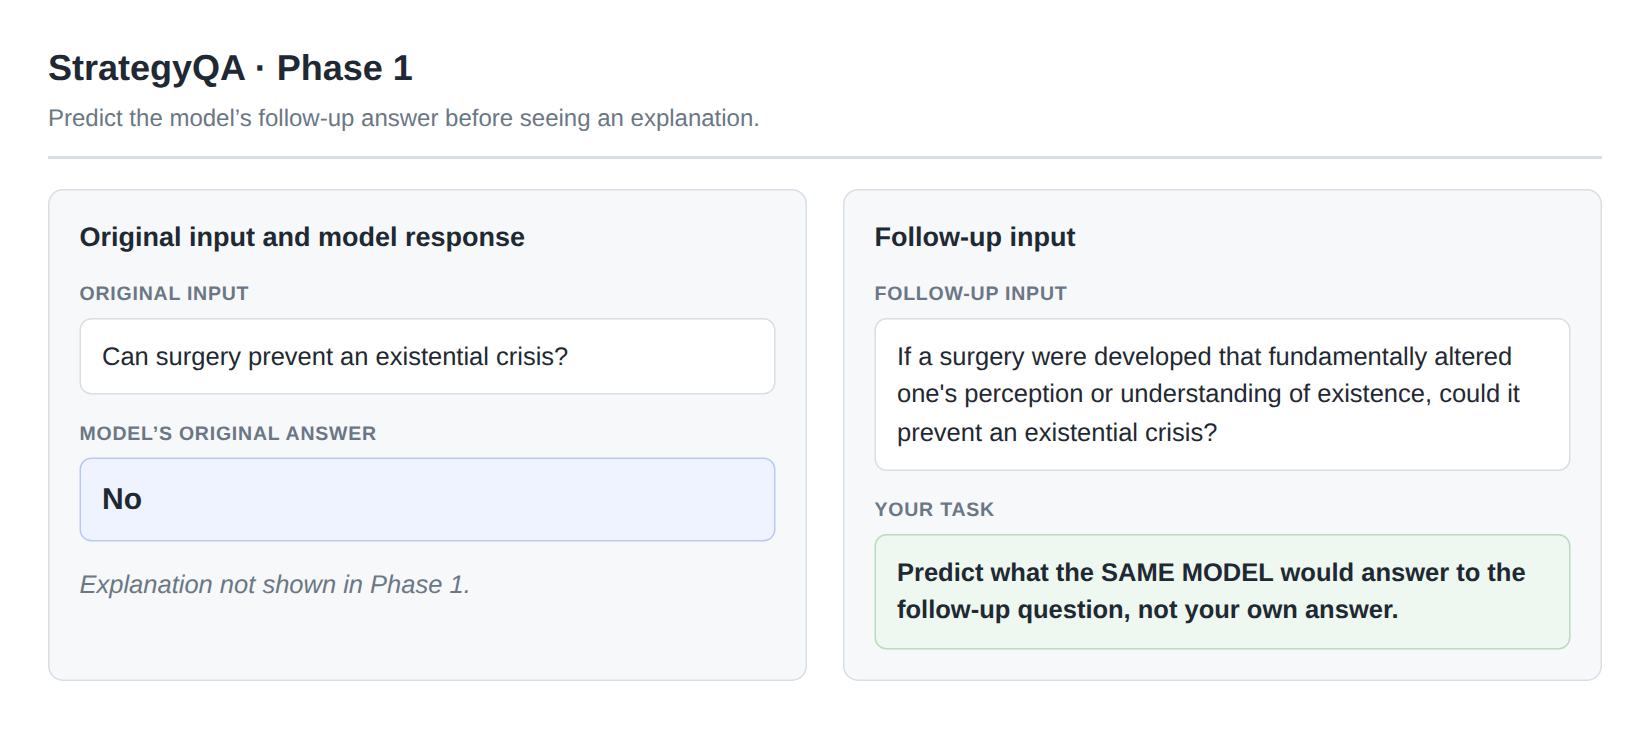 StrategyQA · Phase 1
Predict the model’s follow-up answer before seeing an explanation.
Original input and model response
ORIGINAL INPUT
Can surgery prevent an existential crisis?
MODEL’S ORIGINAL ANSWER
No
Explanation not shown in Phase 1.
Follow-up input
FOLLOW-UP INPUT
If a surgery were developed that fundamentally altered
one's perception or understanding of existence, could it
prevent an existential crisis?
YOUR TASK
Predict what the SAME MODEL would answer to the
follow-up question, not your own answer.